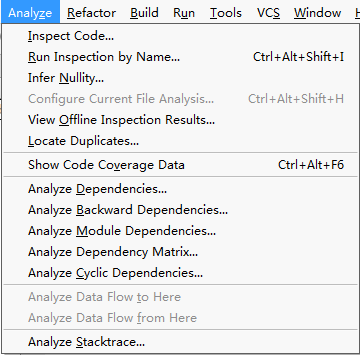 Analyze Refactor Build Run Tools VCS Window H
Inspect Code...
Run Inspection by Name... Ctrl+Alt+Shift+I
Infer Nullity...
Configure Current File Analysis... Ctrl+Alt+Shift+H
View Offline Inspection Results...
Locate Duplicates...
Show Code Coverage Data Ctrl+Alt+F6
Analyze Dependencies...
Analyze Backward Dependencies...
Analyze Module Dependencies...
Analyze Dependency Matrix...
Analyze Cyclic Dependencies...
Analyze Data Flow to Here
Analyze Data Flow from Here
Analyze Stacktrace...